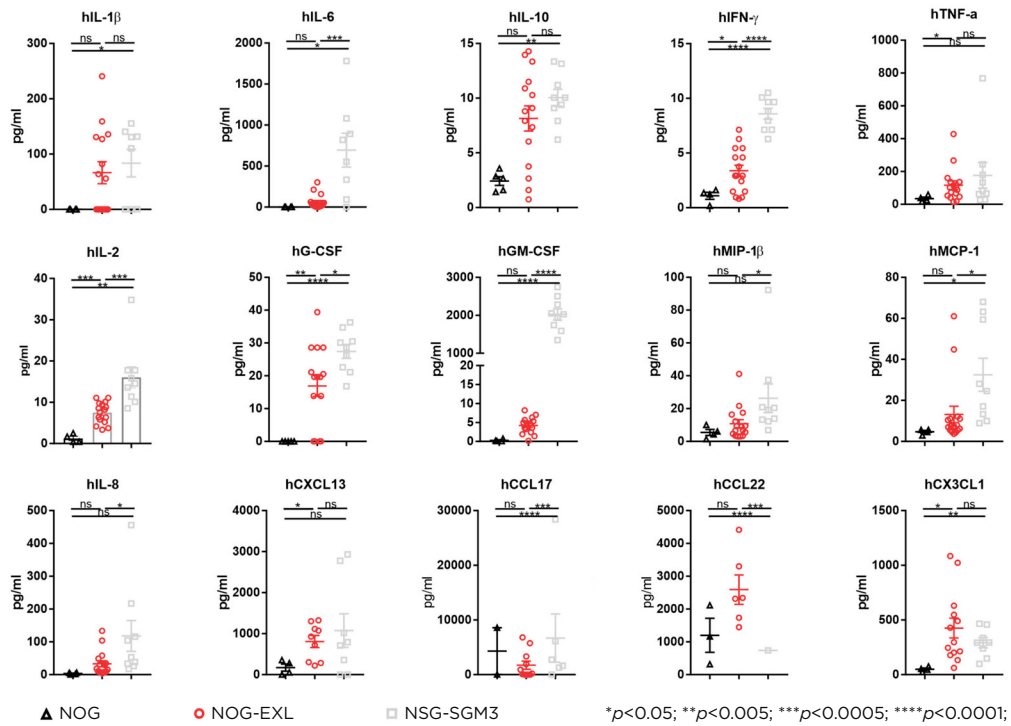 hIL-1β
ns ns
*
300
200
100
0
pg/ml
hIL-6
ns ***
*
2000
1500
1000
500
0
pg/ml
hIL-10
ns ns
**
15
10
5
0
pg/ml
hIFN-γ
* ****
****
15
10
5
0
pg/ml
hTNF-a
* ns
ns
1000
800
600
400
200
0
pg/ml
hIL-2
*** ***
**
40
30
20
10
0
pg/ml
hG-CSF
** *
****
50
40
30
20
10
0
pg/ml
hGM-CSF
ns ****
****
3000
2000
1000
5
4
3
2
1
0
pg/ml
hMIP-1β
ns *
ns
100
80
60
40
20
0
pg/ml
hMCP-1
ns *
*
80
60
40
20
0
pg/ml
hIL-8
ns *
ns
500
400
300
200
100
0
pg/ml
hCXCL13
* ns
ns
4000
3000
2000
1000
0
pg/ml
hCCL17
ns ***
****
30000
20000
10000
0
pg/ml
hCCL22
ns ***
****
5000
4000
3000
2000
1000
0
pg/ml
hCX3CL1
* ns
**
1500
1000
500
0
pg/ml
NOG NOG-EXL NSG-SGM3 *p<0.05; **p<0.005; ***p<0.0005; ****p<0.0001;